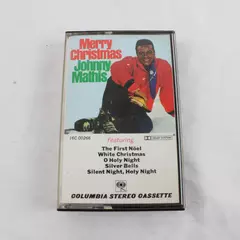 Merry
Christmas
Johnny
Mathis
Featuring
The First Nöel
White Christmas
O Holy Night
Silver Bells
Silent Night, Holy Night
COLUMBIA STEREO CASSETTE